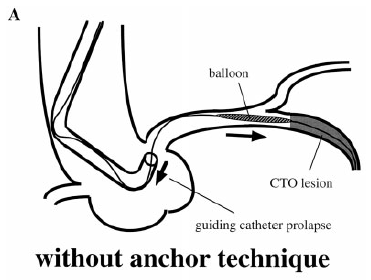 A
balloon
CTO lesion
guiding catheter prolapse
without anchor technique